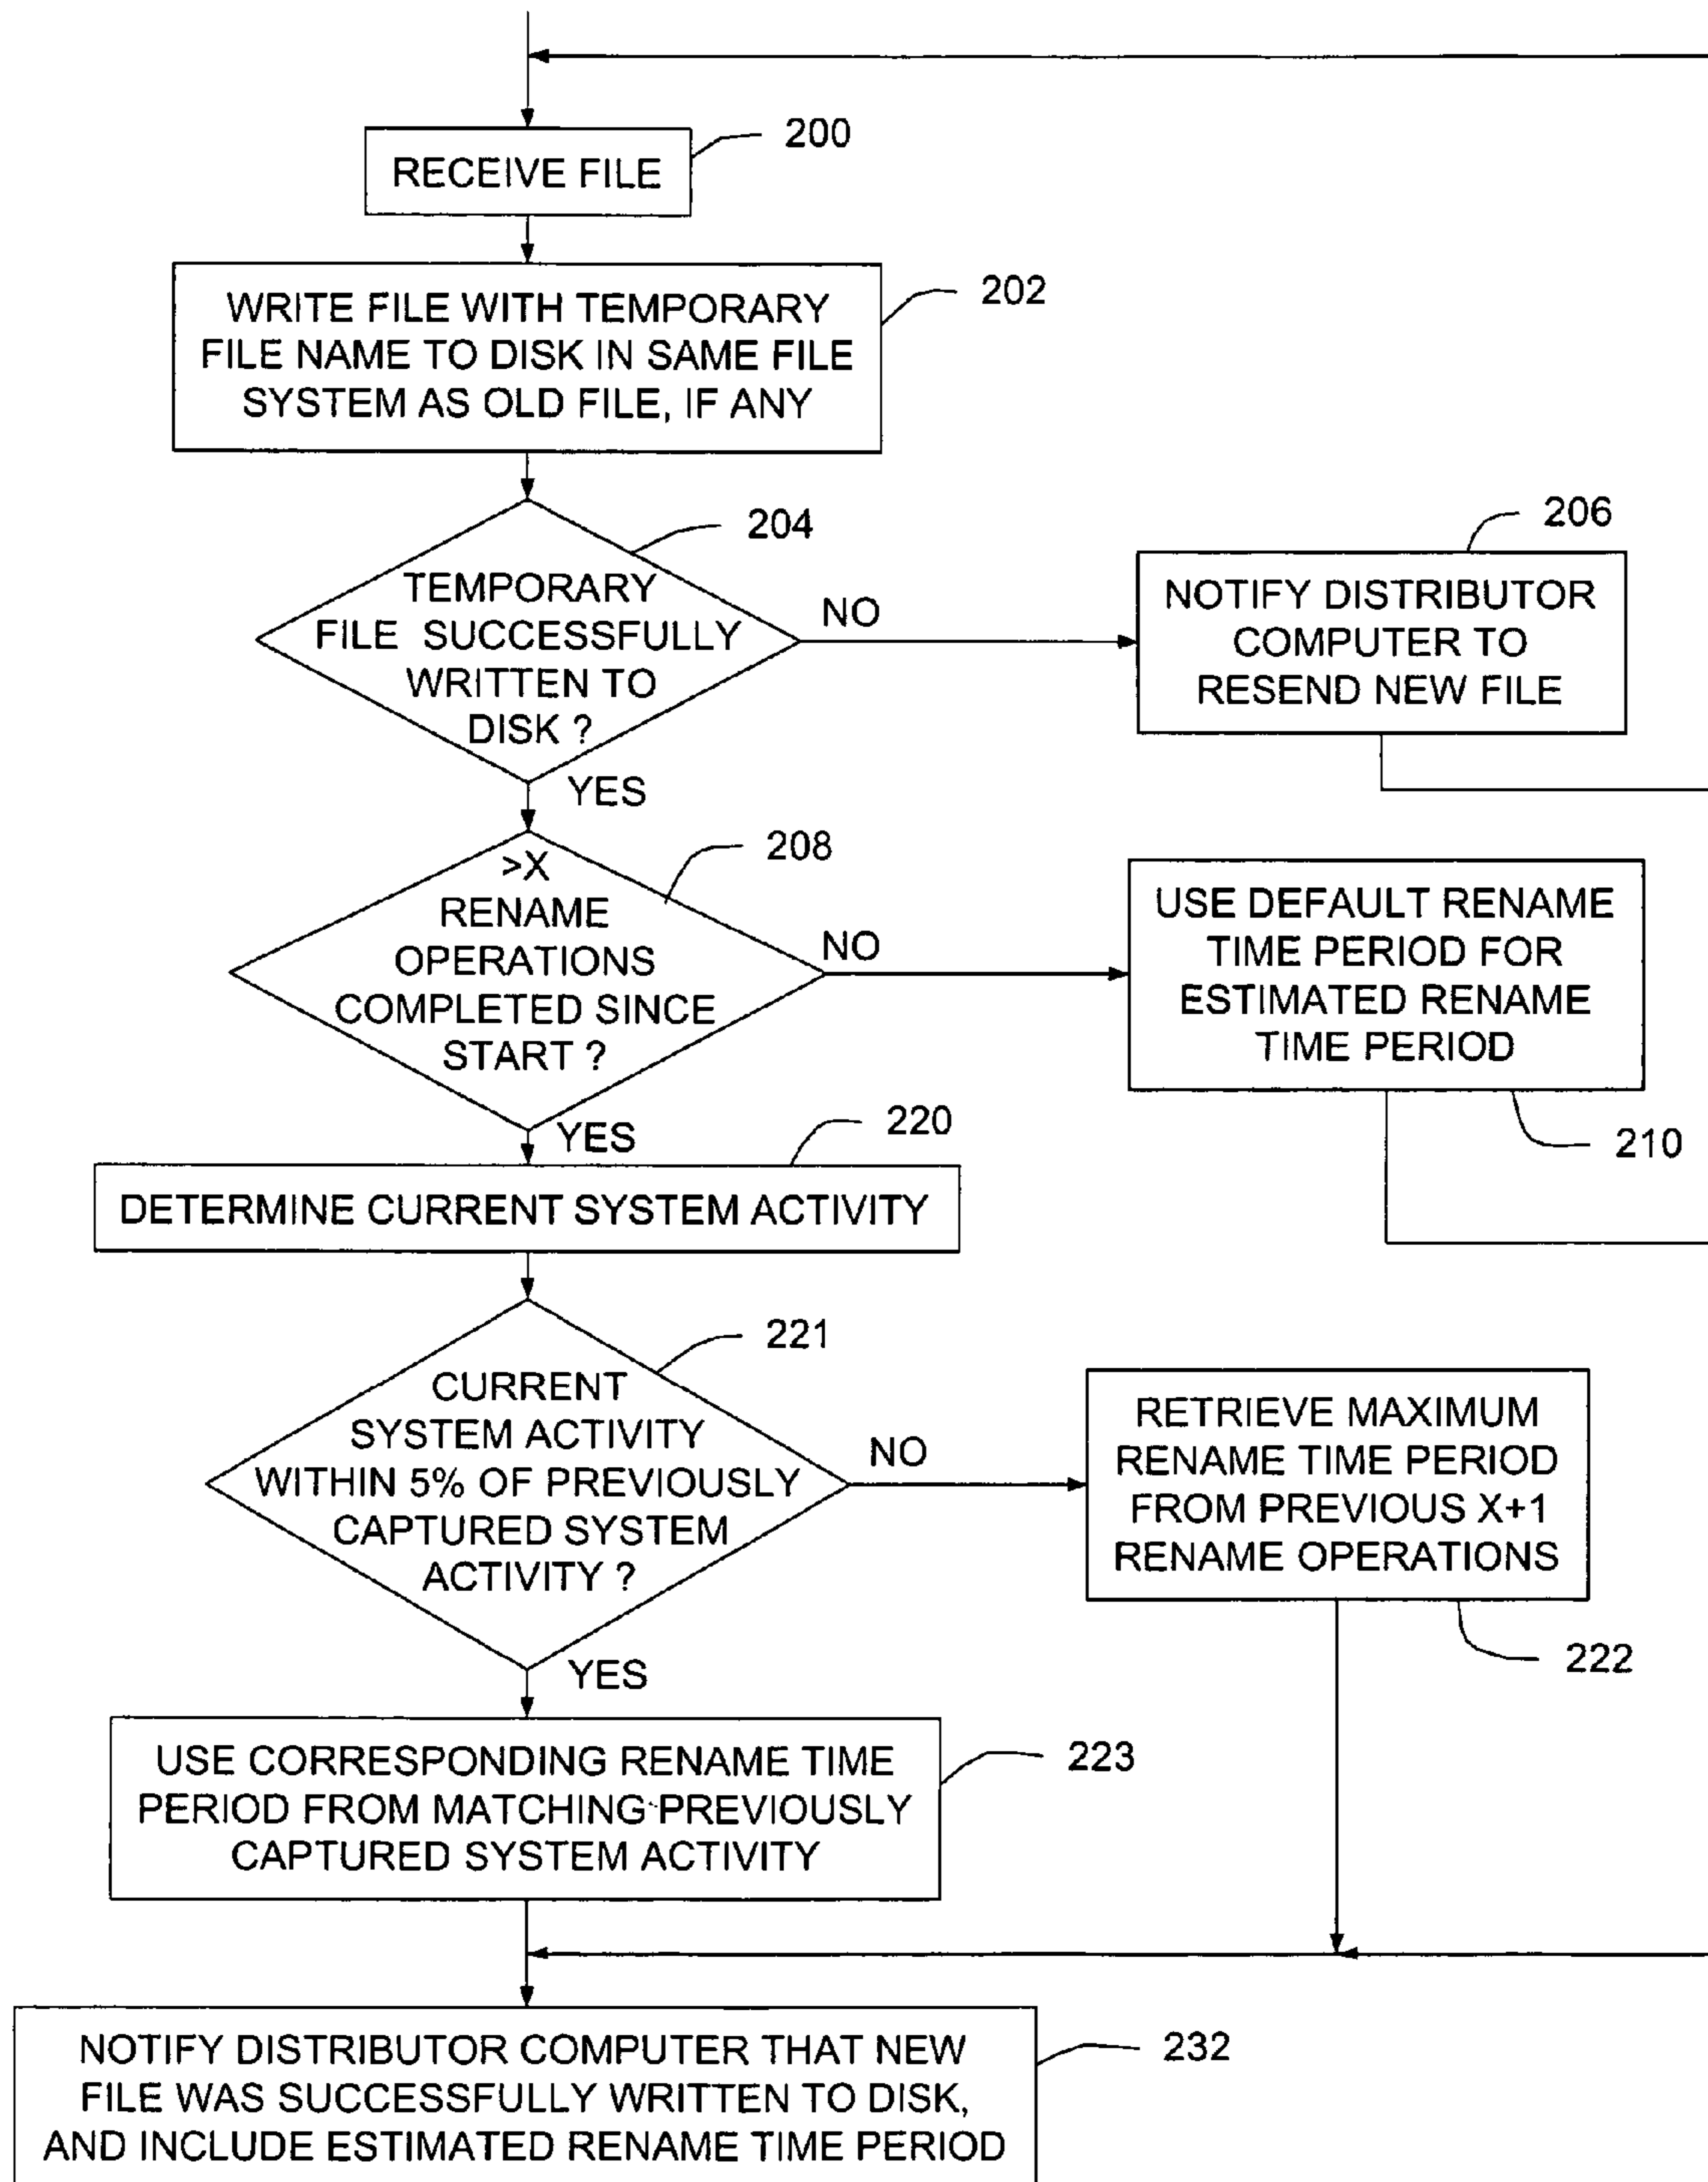 200
RECEIVE FILE
202
WRITE FILE WITH TEMPORARY
FILE NAME TO DISK IN SAME FILE
SYSTEM AS OLD FILE, IF ANY
204
TEMPORARY
FILE SUCCESSFULLY
WRITTEN TO
DISK ?
NO
YES
206
NOTIFY DISTRIBUTOR
COMPUTER TO
RESEND NEW FILE
208
>X
RENAME
OPERATIONS
COMPLETED SINCE
START ?
NO
YES
USE DEFAULT RENAME
TIME PERIOD FOR
ESTIMATED RENAME
TIME PERIOD
210
220
DETERMINE CURRENT SYSTEM ACTIVITY
221
CURRENT
SYSTEM ACTIVITY
WITHIN 5% OF PREVIOUSLY
CAPTURED SYSTEM
ACTIVITY ?
NO
YES
RETRIEVE MAXIMUM
RENAME TIME PERIOD
FROM PREVIOUS X+1
RENAME OPERATIONS
222
223
USE CORRESPONDING RENAME TIME
PERIOD FROM MATCHING PREVIOUSLY
CAPTURED SYSTEM ACTIVITY
232
NOTIFY DISTRIBUTOR COMPUTER THAT NEW
FILE WAS SUCCESSFULLY WRITTEN TO DISK,
AND INCLUDE ESTIMATED RENAME TIME PERIOD